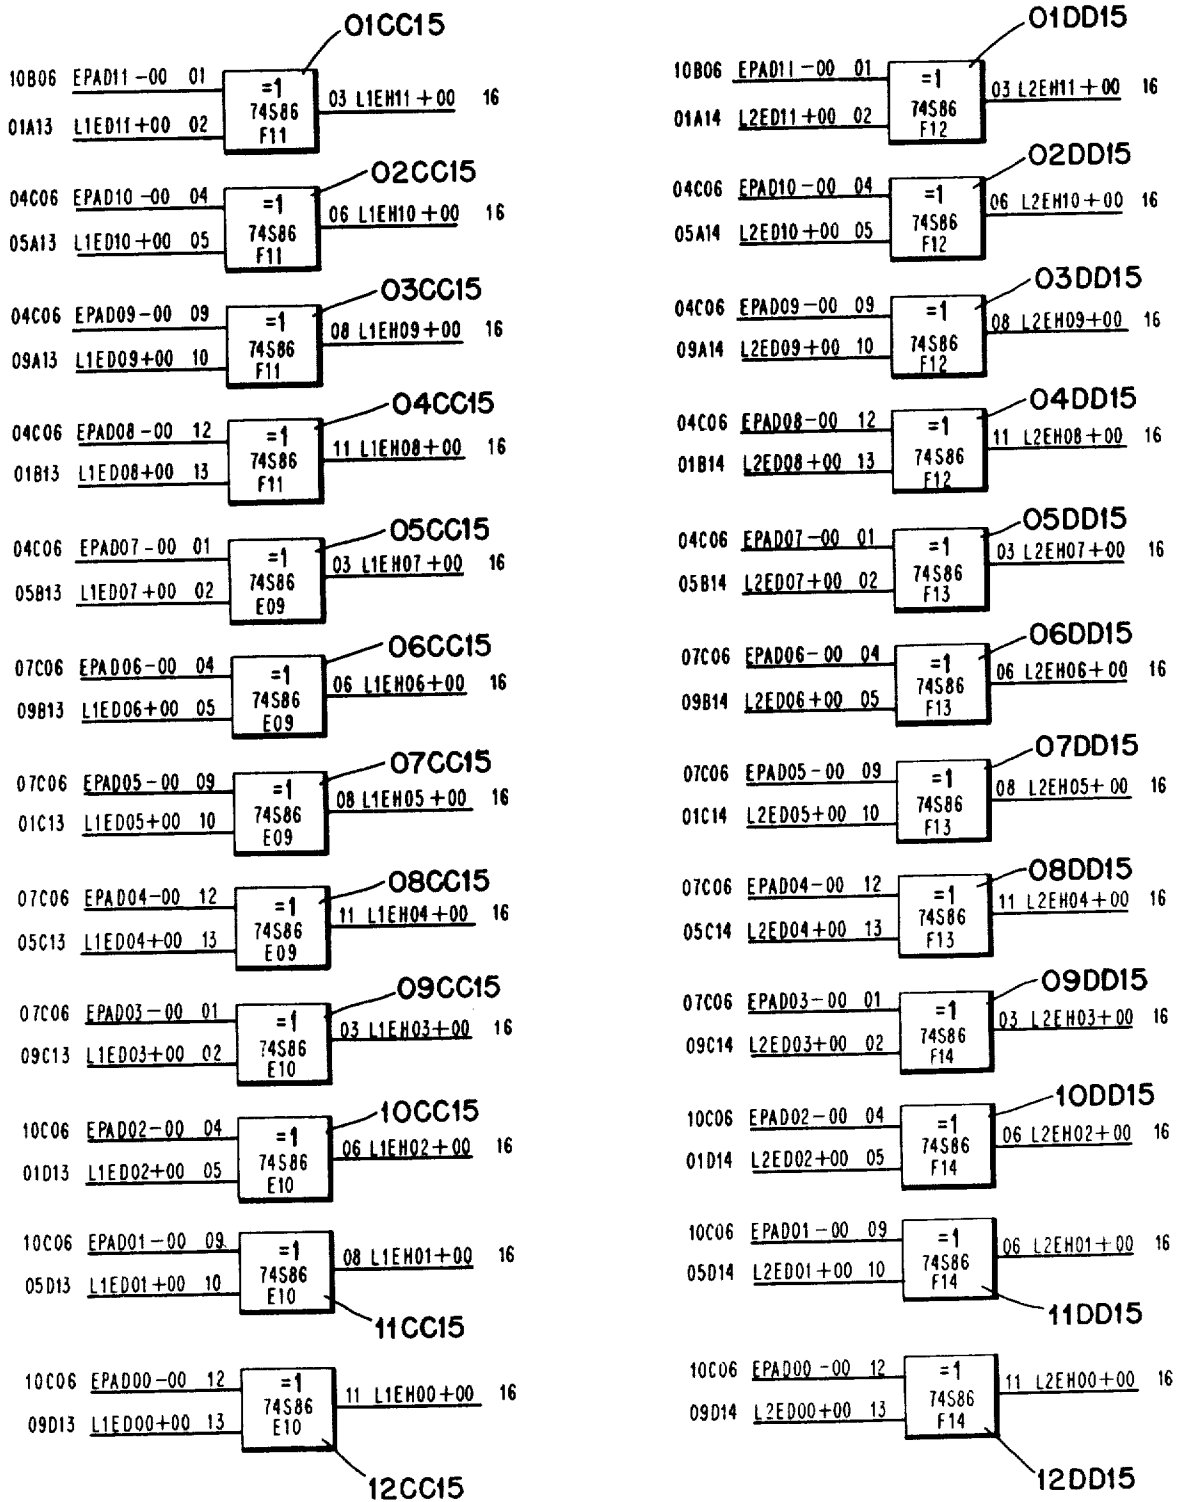 01CC15
10B06 EPAD11-00 01
=1
74S86
F11
03 L1EH11+00 16
01A13 L1ED11+00 02
02CC15
04C06 EPAD10-00 04
=1
74S86
F11
06 L1EH10+00 16
05A13 L1ED10+00 05
03CC15
04C06 EPAD09-00 09
=1
74S86
F11
08 L1EH09+00 16
09A13 L1ED09+00 10
04CC15
04C06 EPAD08-00 12
=1
74S86
F11
11 L1EH08+00 16
01B13 L1ED08+00 13
05CC15
04C06 EPAD07-00 01
=1
74S86
E09
03 L1EH07+00 16
05B13 L1ED07+00 02
06CC15
07C06 EPAD06-00 04
=1
74S86
E09
06 L1EH06+00 16
09B13 L1ED06+00 05
07CC15
07C06 EPAD05-00 09
=1
74S86
E09
08 L1EH05+00 16
01C13 L1ED05+00 10
08CC15
07C06 EPAD04-00 12
=1
74S86
E09
11 L1EH04+00 16
05C13 L1ED04+00 13
09CC15
07C06 EPAD03-00 01
=1
74S86
E10
03 L1EH03+00 16
09C13 L1ED03+00 02
10CC15
10C06 EPAD02-00 04
=1
74S86
E10
06 L1EH02+00 16
01D13 L1ED02+00 05
10C06 EPAD01-00 09
=1
74S86
E10
08 L1EH01+00 16
05D13 L1ED01+00 10
11CC15
10C06 EPAD00-00 12
=1
74S86
E10
11 L1EH00+00 16
09D13 L1ED00+00 13
12CC15
01DD15
10B06 EPAD11-00 01
=1
74S86
F12
03 L2EH11+00 16
01A14 L2ED11+00 02
02DD15
04C06 EPAD10-00 04
=1
74S86
F12
06 L2EH10+00 16
05A14 L2ED10+00 05
03DD15
04C06 EPAD09-00 09
=1
74S86
F12
08 L2EH09+00 16
09A14 L2ED09+00 10
04DD15
04C06 EPAD08-00 12
=1
74S86
F12
11 L2EH08+00 16
01B14 L2ED08+00 13
05DD15
04C06 EPAD07-00 01
=1
74S86
F13
03 L2EH07+00 16
05B14 L2ED07+00 02
06DD15
07C06 EPAD06-00 04
=1
74S86
F13
06 L2EH06+00 16
09B14 L2ED06+00 05
07DD15
07C06 EPAD05-00 09
=1
74S86
F13
08 L2EH05+00 16
01C14 L2ED05+00 10
08DD15
07C06 EPAD04-00 12
=1
74S86
F13
11 L2EH04+00 16
05C14 L2ED04+00 13
09DD15
07C06 EPAD03-00 01
=1
74S86
F14
03 L2EH03+00 16
09C14 L2ED03+00 02
10DD15
10C06 EPAD02-00 04
=1
74S86
F14
06 L2EH02+00 16
01D14 L2ED02+00 05
10C06 EPAD01-00 09
=1
74S86
F14
06 L2EH01+00 16
05D14 L2ED01+00 10
11DD15
10C06 EPAD00-00 12
=1
74S86
F14
11 L2EH00+00 16
09D14 L2ED00+00 13
12DD15